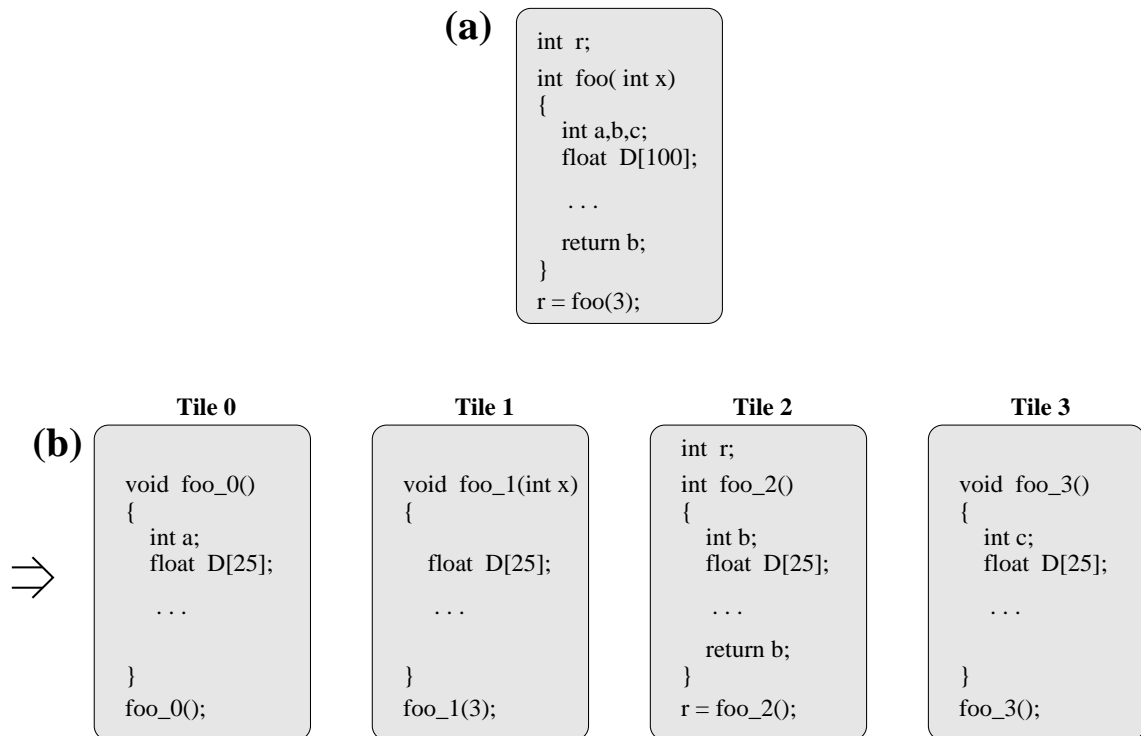 (a)
int r;
int foo( int x)
{
int a,b,c;
float D[100];
. . .
return b;
}
r = foo(3);
(b)
Tile 0
void foo_0()
{
int a;
float D[25];
. . .
}
foo_0();
Tile 1
void foo_1(int x)
{
float D[25];
. . .
}
foo_1(3);
Tile 2
int r;
int foo_2()
{
int b;
float D[25];
. . .
return b;
}
r = foo_2();
Tile 3
void foo_3()
{
int c;
float D[25];
. . .
}
foo_3();